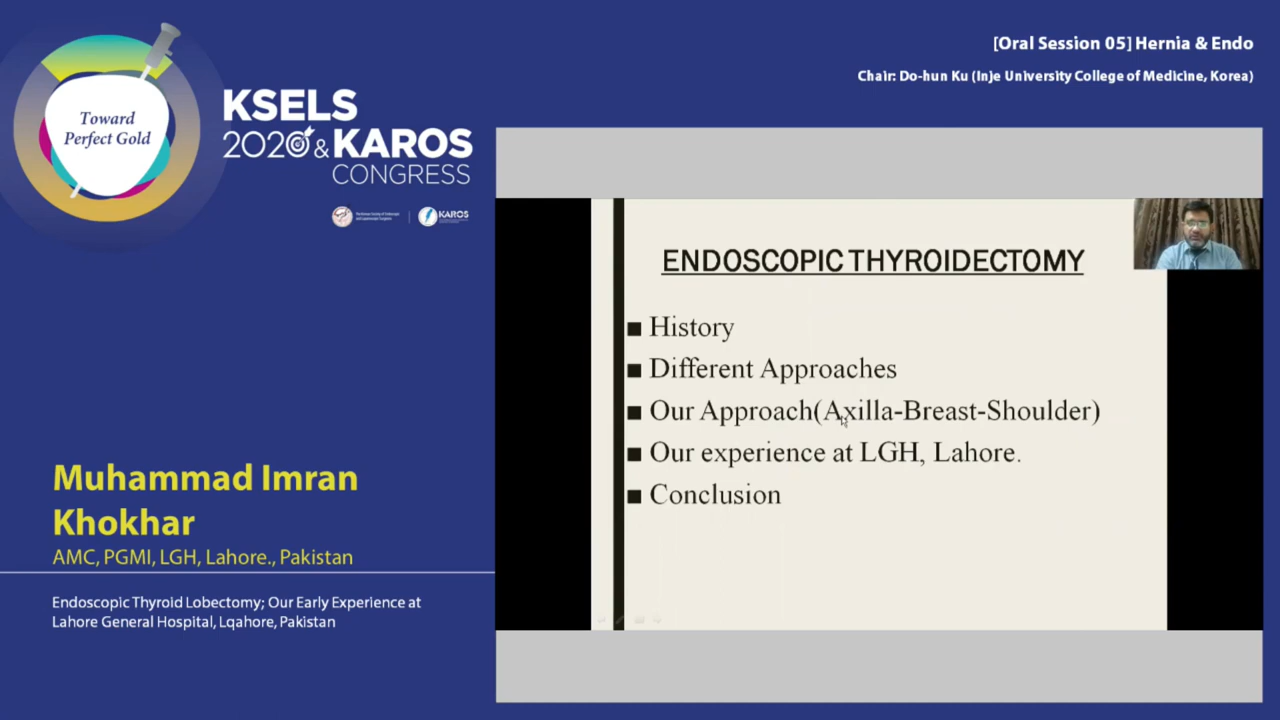 [Oral Session 05] Hernia & Endo
Chair: Do-hun Ku (Inje University College of Medicine, Korea)
Toward
Perfect Gold
KSELS
2020 & KAROS
CONGRESS
KAROS
ENDOSCOPIC THYROIDECTOMY
■ History
■ Different Approaches
■ Our Approach(Axilla-Breast-Shoulder)
■ Our experience at LGH, Lahore.
■ Conclusion
Muhammad Imran
Khokhar
AMC, PGMI, LGH, Lahore., Pakistan
Endoscopic Thyroid Lobectomy; Our Early Experience at
Lahore General Hospital, Lqahore, Pakistan